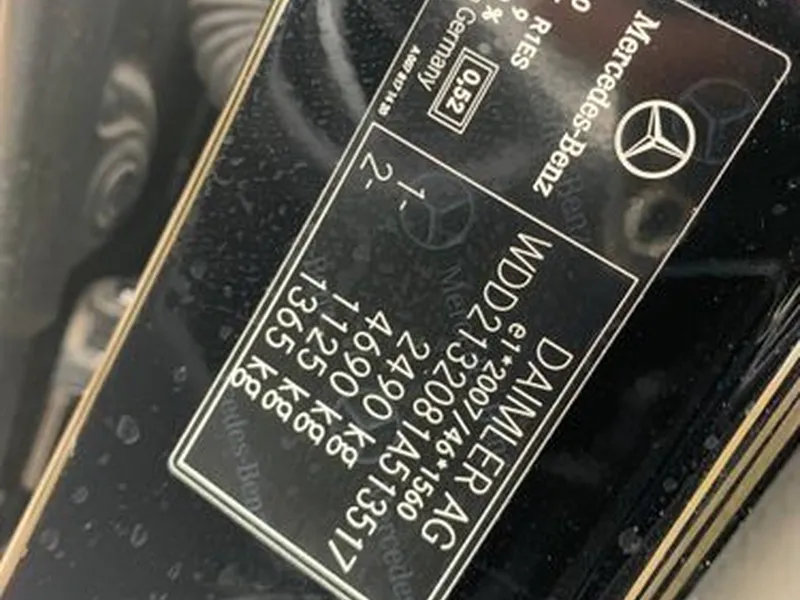 DAIMLER AG
e1*2007/46*1560
WDD2132081A513517
2490 kg
4690 kg
1- 1125 kg
2- 1365 kg
Mercedes-Benz
R1ES
%
0,52
Germany